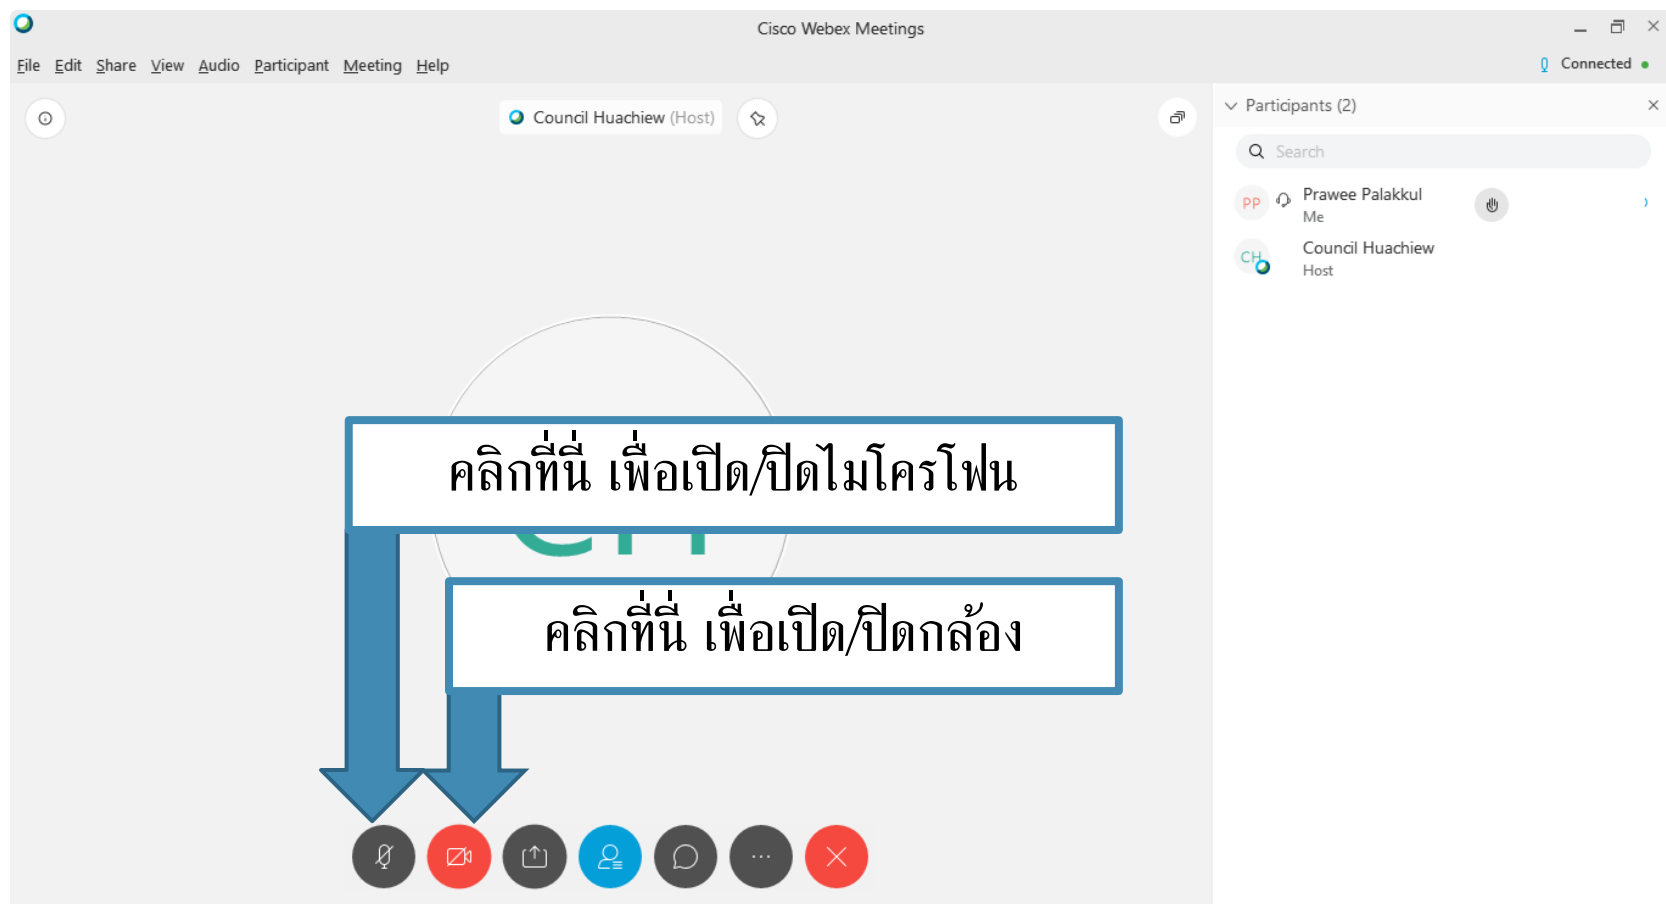 Cisco Webex Meetings
File Edit Share View Audio Participant Meeting Help
Connected
Council Huachiew (Host)
Participants (2)
Search
PP
Prawee Palakkul
Me
CH
Council Huachiew
Host
คลิกที่นี่ เพื่อเปิด/ปิดไมโครโฟน
CH
คลิกที่นี่ เพื่อเปิด/ปิดกล้อง